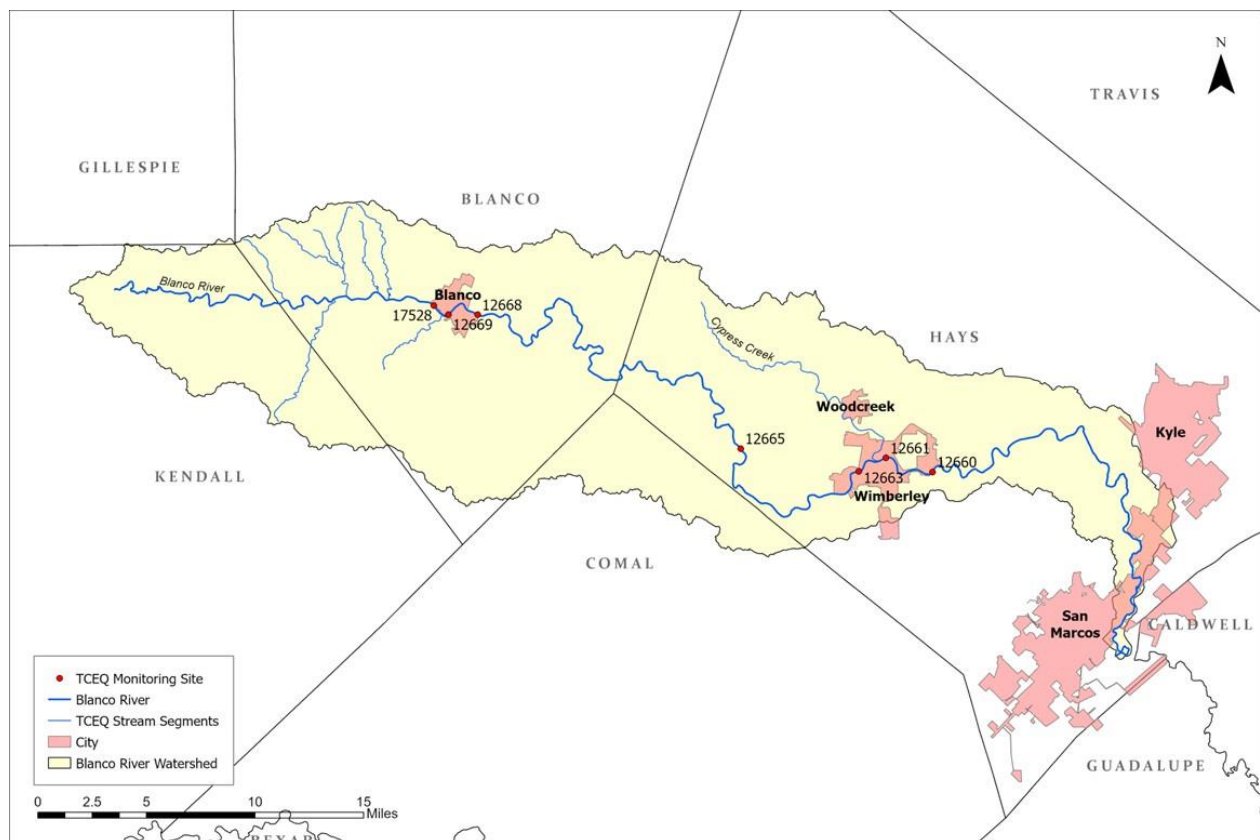 N
TRAVIS
GILLESPIE
BLANCO
Blanco River
Blanco
12668
17528
12669
Cypress Creek
HAYS
Woodcreek
Kyle
12665
12661
12660
12663
Wimberley
KENDALL
COMAL
San
Marcos
CALDWELL
GUADALUPE
TCEQ Monitoring Site
Blanco River
TCEQ Stream Segments
City
Blanco River Watershed
0 2.5 5 10 15
Miles
BEXAR